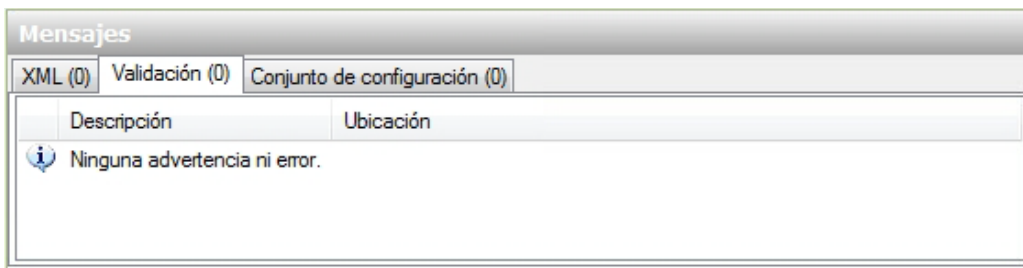 Mensajes
XML (0) Validación (0) Conjunto de configuración (0)
Descripción Ubicación
Ninguna advertencia ni error.